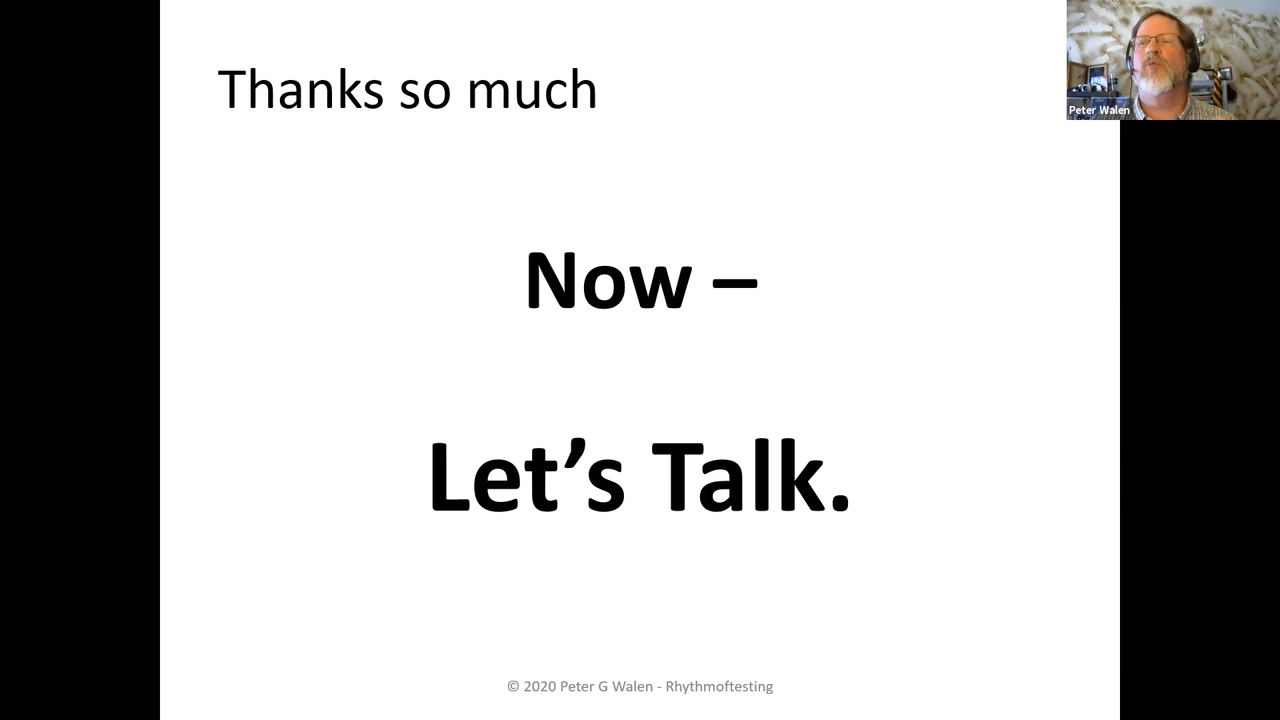 Thanks so much
Peter Walen
Now –
Let’s Talk.
© 2020 Peter G Walen - Rhythmoftesting